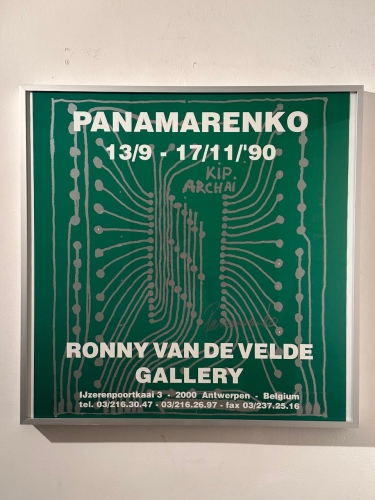 PANAMARENKO
13/9 - 17/11/'90
KIP.
ARCHAI
RONNY VAN DE VELDE
GALLERY
IJzerenpoortkaai 3 - 2000 Antwerpen - Belgium
tel. 03/216.30.47 - 03/216.26.97 - fax 03/237.25.16